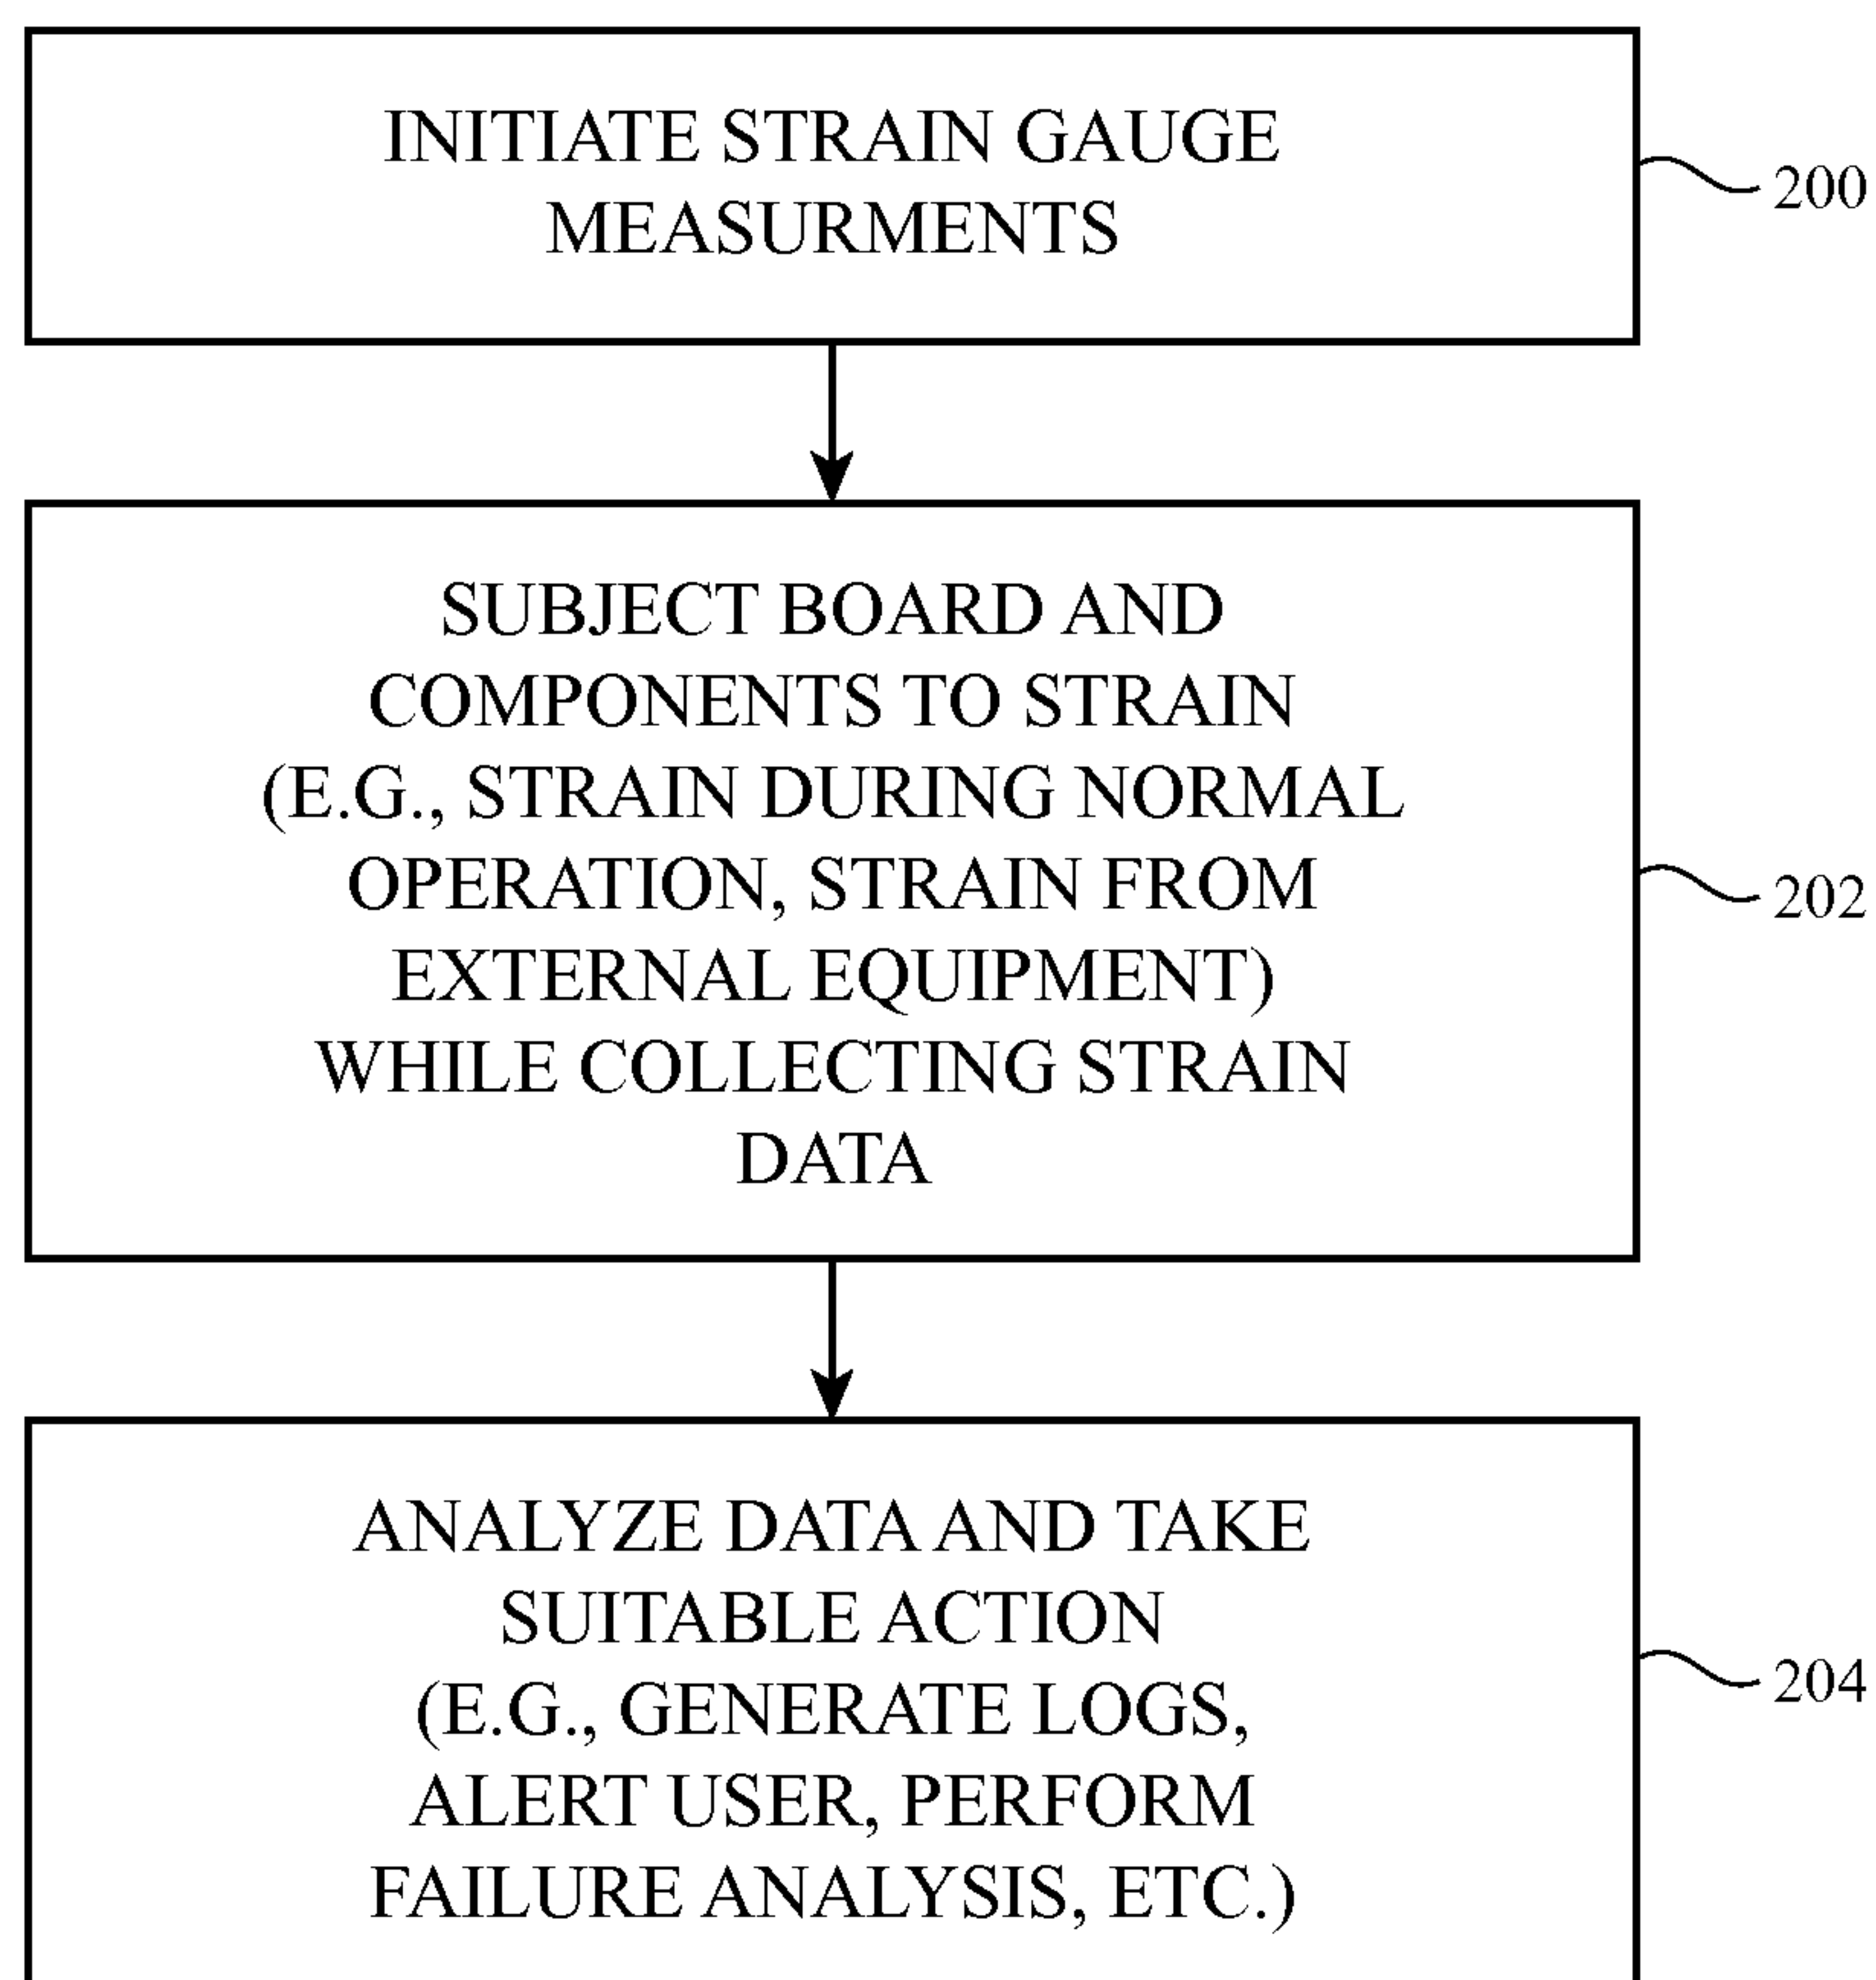 INITIATE STRAIN GAUGE
MEASURMENTS
200
SUBJECT BOARD AND
COMPONENTS TO STRAIN
(E.G., STRAIN DURING NORMAL
OPERATION, STRAIN FROM
EXTERNAL EQUIPMENT)
WHILE COLLECTING STRAIN
DATA
202
ANALYZE DATA AND TAKE
SUITABLE ACTION
(E.G., GENERATE LOGS,
ALERT USER, PERFORM
FAILURE ANALYSIS, ETC.)
204